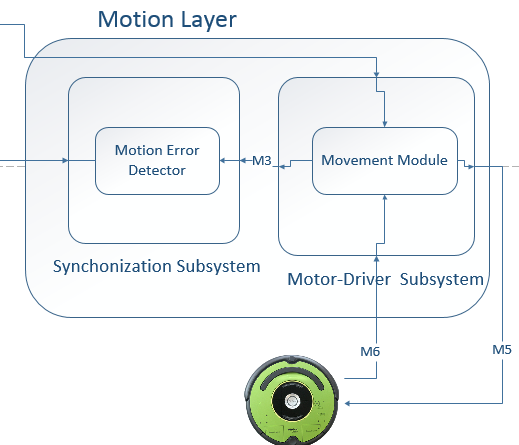 Motion Layer
Motion Error
Detector
M3
Movement Module
Synchonization Subsystem
Motor-Driver Subsystem
M6
M5